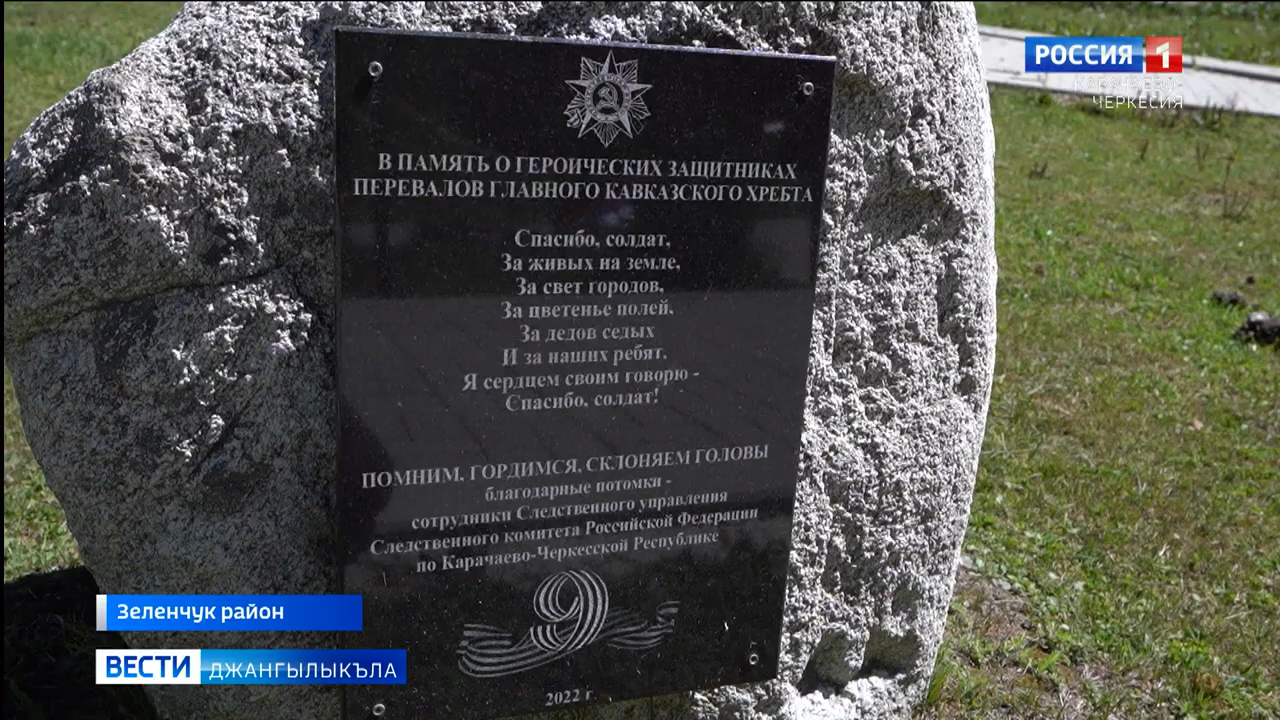 РОССИЯ 1
КАРАЧАЕВО-
ЧЕРКЕСИЯ
В ПАМЯТЬ О ГЕРОИЧЕСКИХ ЗАЩИТНИКАХ
ПЕРЕВАЛОВ ГЛАВНОГО КАВКАЗСКОГО ХРЕБТА
Спасибо, солдат,
За живых на земле,
За свет городов,
За цветенье полей,
За дедов седых
И за наших ребят.
Я сердцем своим говорю -
Спасибо, солдат!
ПОМНИМ, ГОРДИМСЯ, СКЛОНЯЕМ ГОЛОВЫ
благодарные потомки -
сотрудники Следственного управления
Следственного комитета Российской Федерации
по Карачаево-Черкесской Республике
9
2022 г
Зеленчук район
ВЕСТИ ДЖАНГЫЛЫКЪЛА